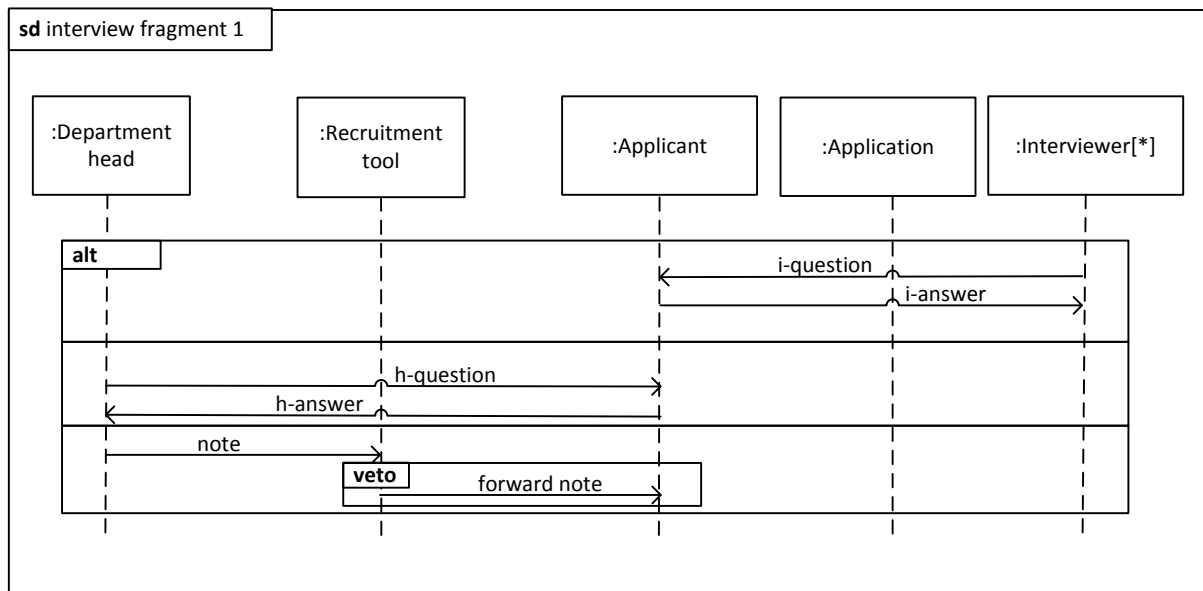 sd interview fragment 1
:Department
head
:Recruitment
tool
:Applicant
:Application
:Interviewer[*]
alt
i-question
i-answer
h-question
h-answer
note
veto
forward note